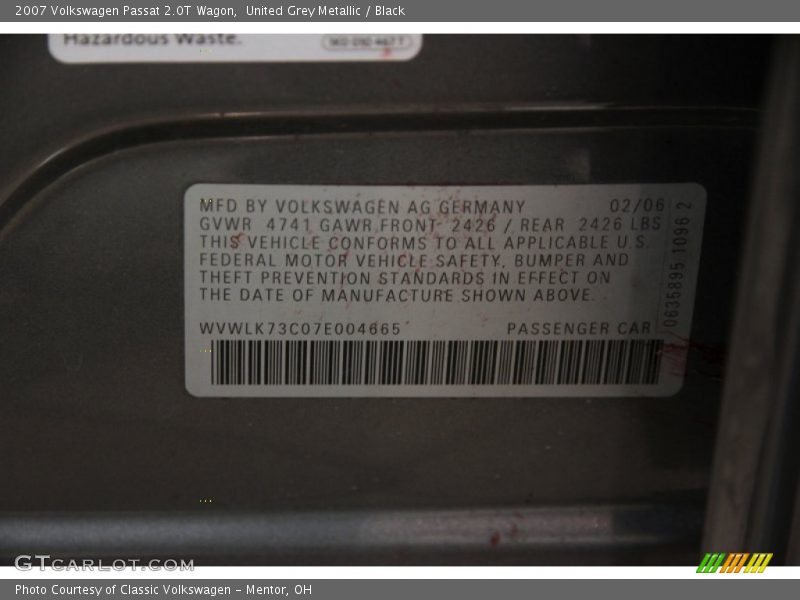 2007 Volkswagen Passat 2.0T Wagon, United Grey Metallic / Black
Hazardous Waste.
MFD BY VOLKSWAGEN AG GERMANY 02/06
GVWR 4741 GAWR FRONT 2426 / REAR 2426 LBS
THIS VEHICLE CONFORMS TO ALL APPLICABLE U.S.
FEDERAL MOTOR VEHICLE SAFETY, BUMPER AND
THEFT PREVENTION STANDARDS IN EFFECT ON
THE DATE OF MANUFACTURE SHOWN ABOVE.
WVWLK73C07E004665 PASSENGER CAR
0635895 1096 2
GTCARLOT.COM
Photo Courtesy of Classic Volkswagen - Mentor, OH